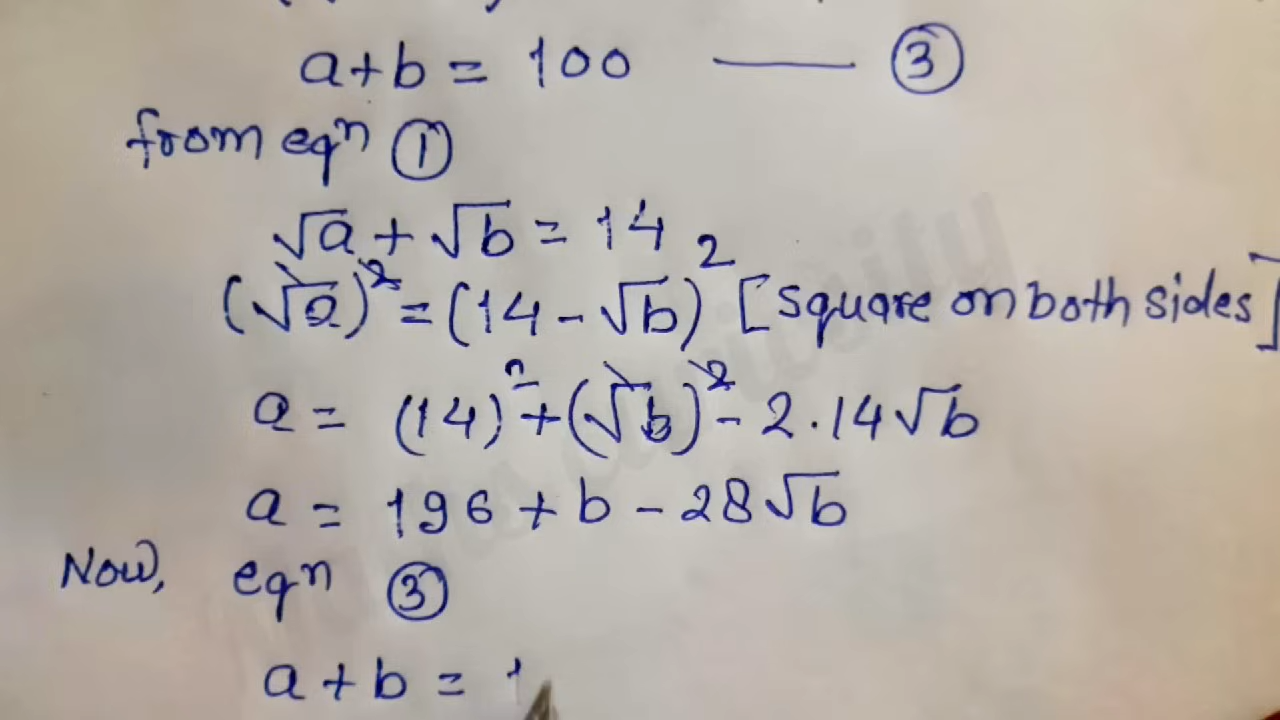 a+b = 100 —— ③
from eqn ①
√a + √b = 14
(√a)² = (14 - √b)² [square on both sides]
a = (14)² + (√b)² - 2.14√b
a = 196 + b - 28√b
Now, eqn ③
a + b = 1